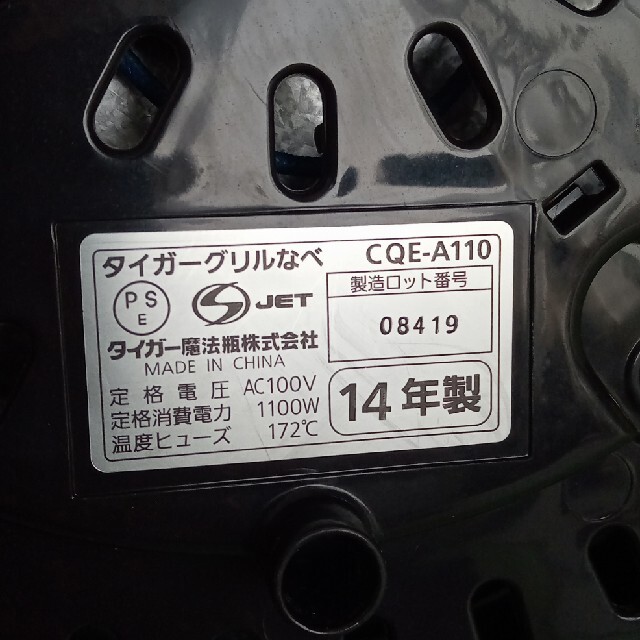 タイガーグリルなべ CQE-A110
PS
E
JET
製造ロット番号
08419
タイガー魔法瓶株式会社
MADE IN CHINA
定格電圧 AC100V
定格消費電力 1100W
温度ヒューズ 172℃
14年製